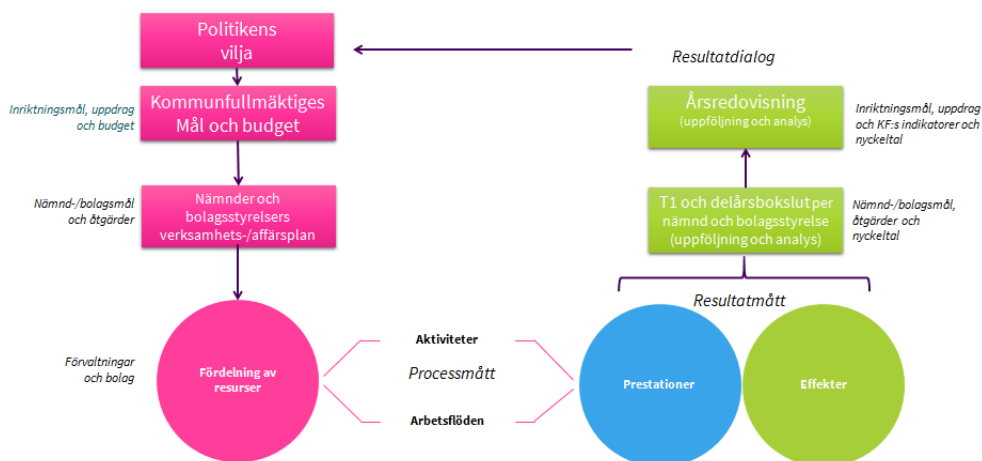 Politikens
vilja
Resultatdialog
Inriktningsmål, uppdrag
och budget
Kommunfullmäktiges
Mål och budget
Årsredovisning
(uppföljning och analys)
Inriktningsmål, uppdrag
och KF:s indikatorer och
nyckeltal
Nämnd-/bolagsmål
och åtgärder
Nämnder och
bolagsstyrelsers
verksamhets-/affärsplan
T1 och delårsbokslut per
nämnd och bolagsstyrelse
(uppföljning och analys)
Nämnd-/bolagsmål,
åtgärder och
nyckeltal
Resultatmått
Förvaltningar
och bolag
Fördelning av
resurser
Aktiviteter
Processmått
Arbetsflöden
Prestationer
Effekter